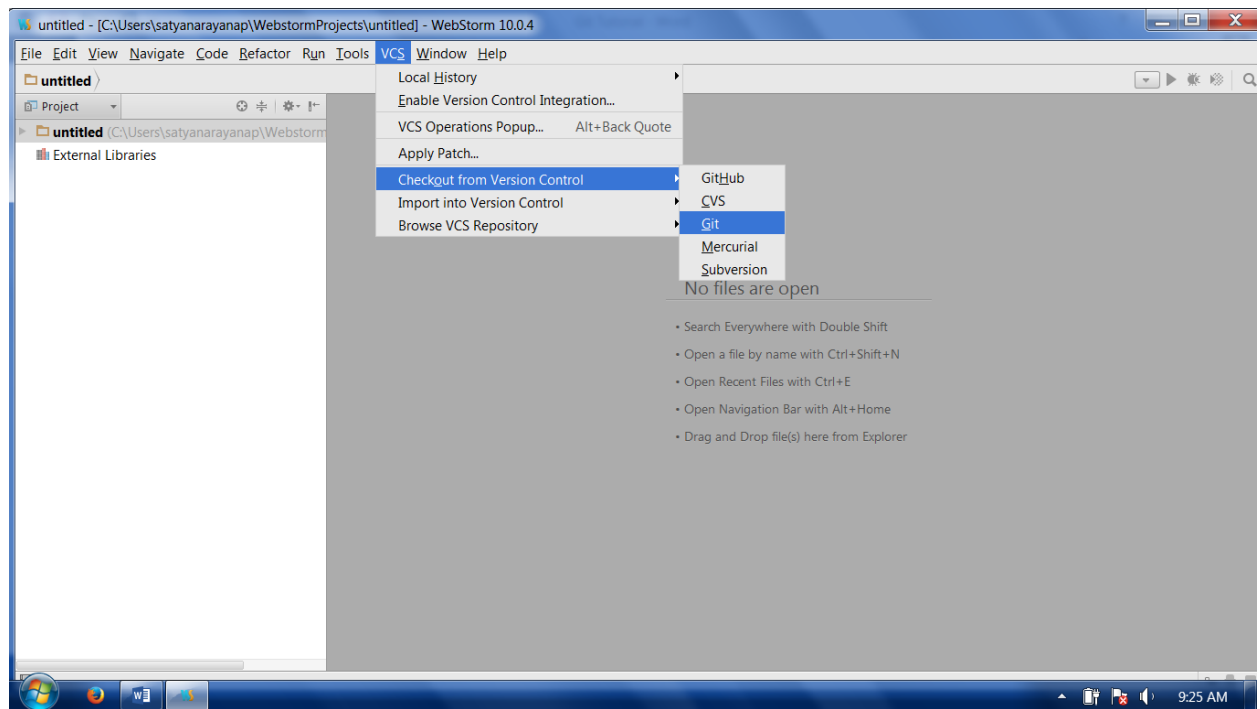 untitled - [C:\Users\satyanarayanap\WebstormProjects\untitled] - WebStorm 10.0.4
File Edit View Navigate Code Refactor Run Tools VCS Window Help
untitled
Project
untitled (C:\Users\satyanarayanap\Webstorm
External Libraries
Local History
Enable Version Control Integration...
VCS Operations Popup... Alt+Back Quote
Apply Patch...
Checkout from Version Control
Import into Version Control
Browse VCS Repository
GitHub
CVS
Git
Mercurial
Subversion
No files are open
• Search Everywhere with Double Shift
• Open a file by name with Ctrl+Shift+N
• Open Recent Files with Ctrl+E
• Open Navigation Bar with Alt+Home
• Drag and Drop file(s) here from Explorer
9:25 AM